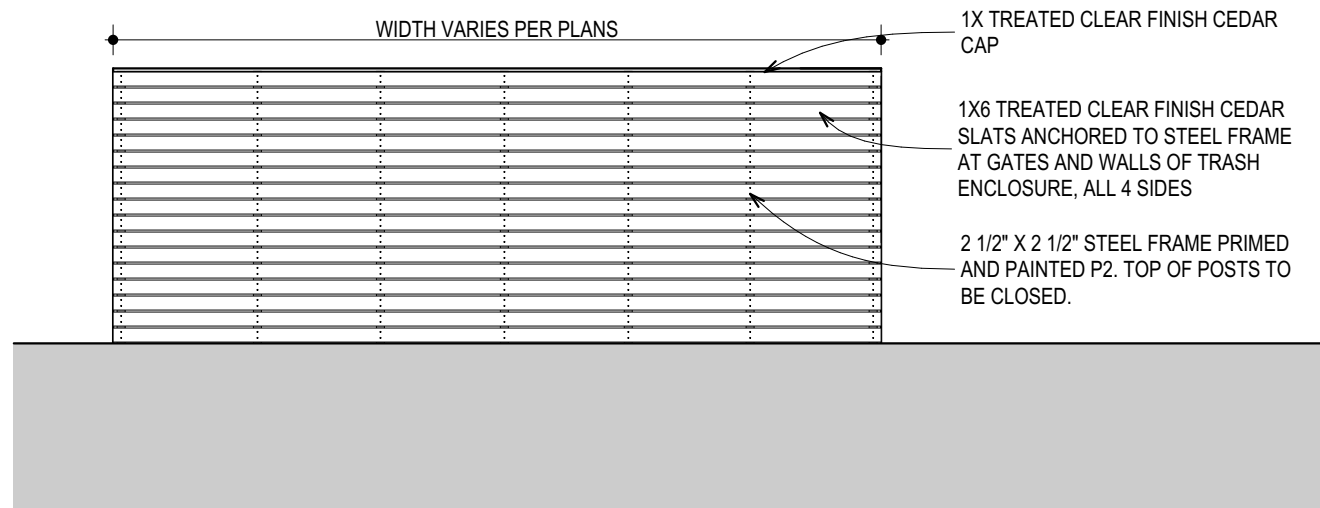 WIDTH VARIES PER PLANS
1X TREATED CLEAR FINISH CEDAR
CAP
1X6 TREATED CLEAR FINISH CEDAR
SLATS ANCHORED TO STEEL FRAME
AT GATES AND WALLS OF TRASH
ENCLOSURE, ALL 4 SIDES
2 1/2" X 2 1/2" STEEL FRAME PRIMED
AND PAINTED P2. TOP OF POSTS TO
BE CLOSED.